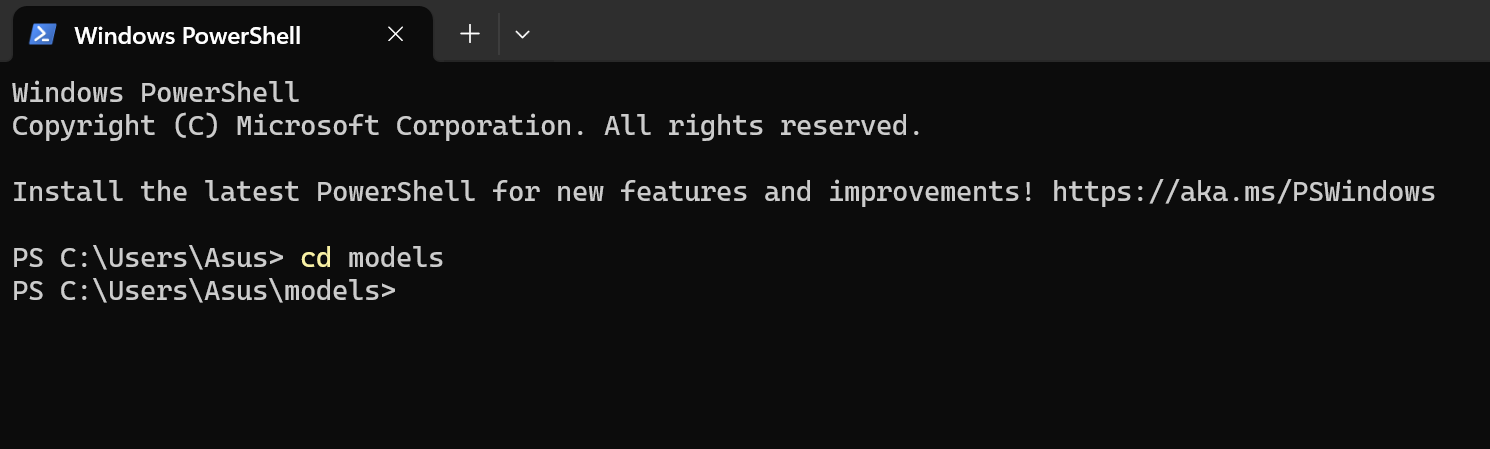 Windows PowerShell
Windows PowerShell
Copyright (C) Microsoft Corporation. All rights reserved.
Install the latest PowerShell for new features and improvements! https://aka.ms/PSWindows
PS C:\Users\Asus> cd models
PS C:\Users\Asus\models>